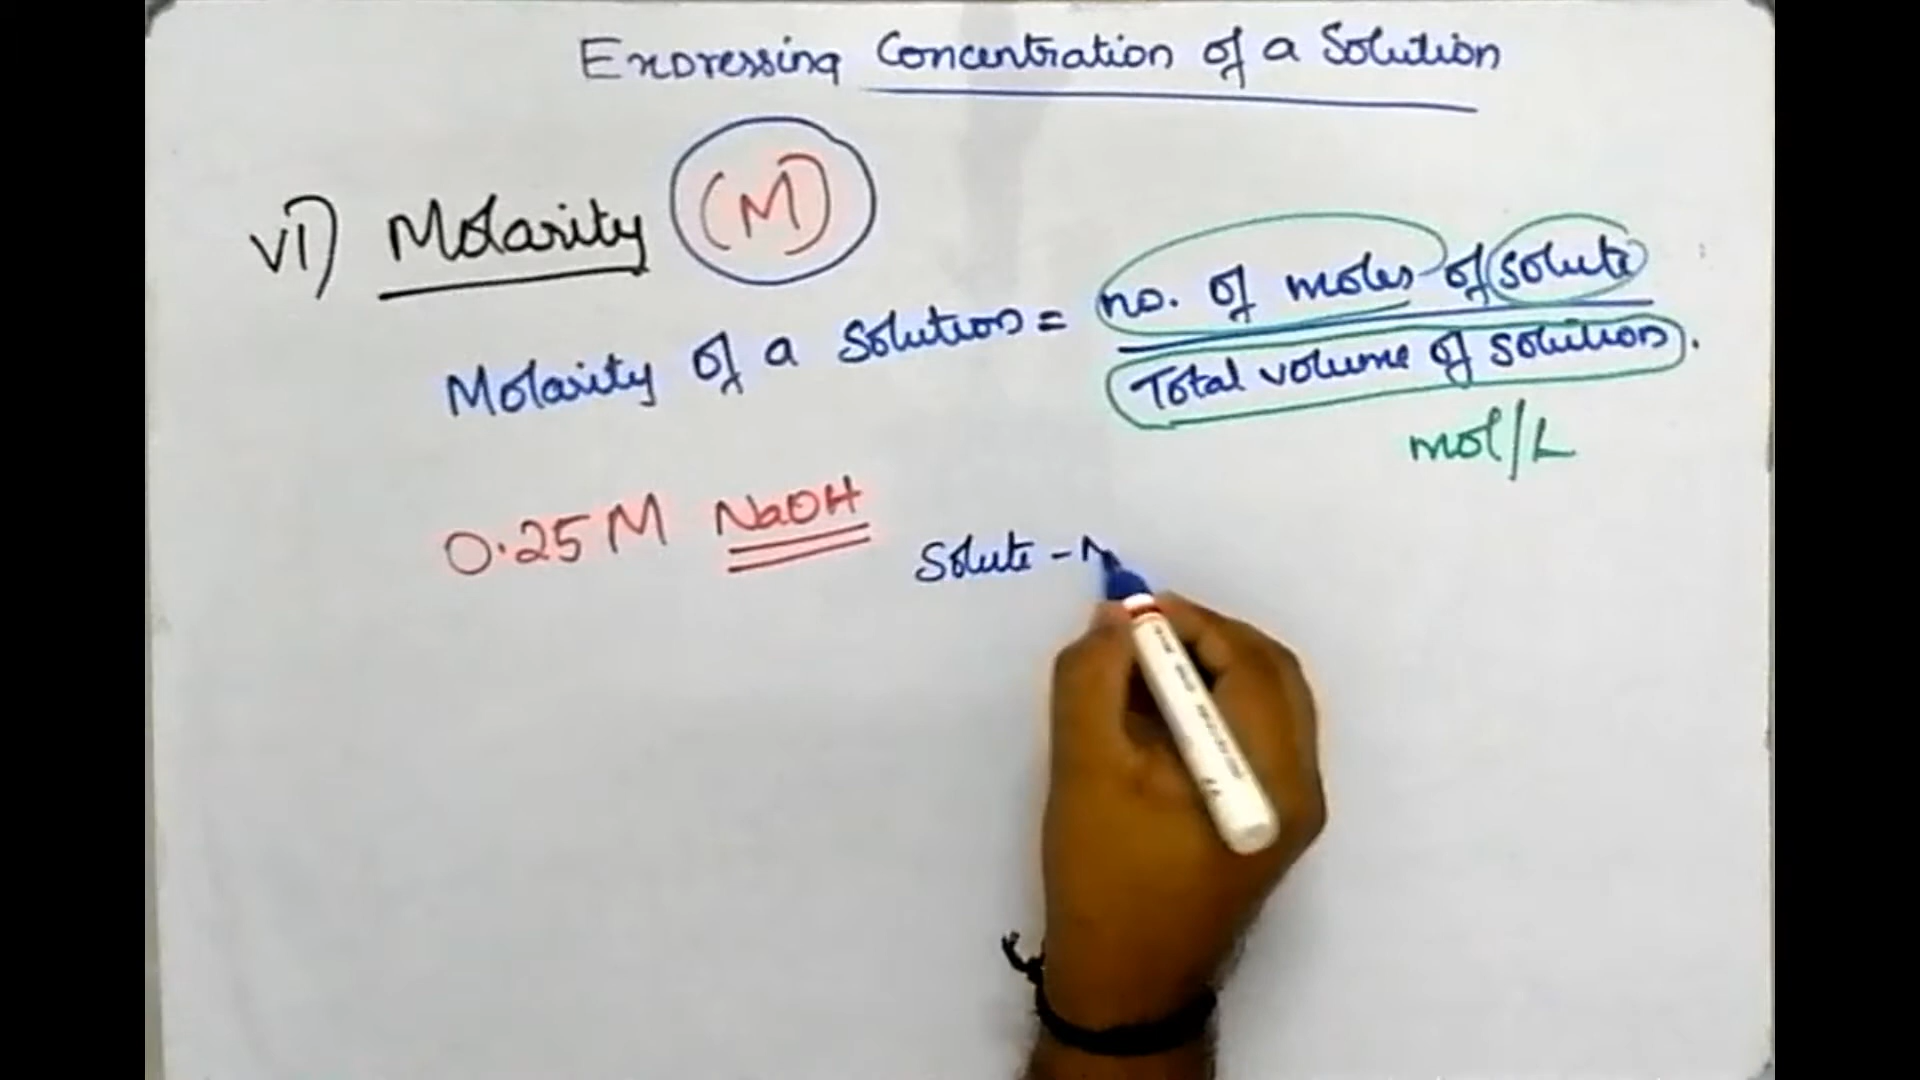 Expressing Concentration of a Solution
vi) Molarity (M)
Molarity of a solution = no. of moles of solute
Total volume of solution.
mol/L
0.25 M NaOH
Solute - N